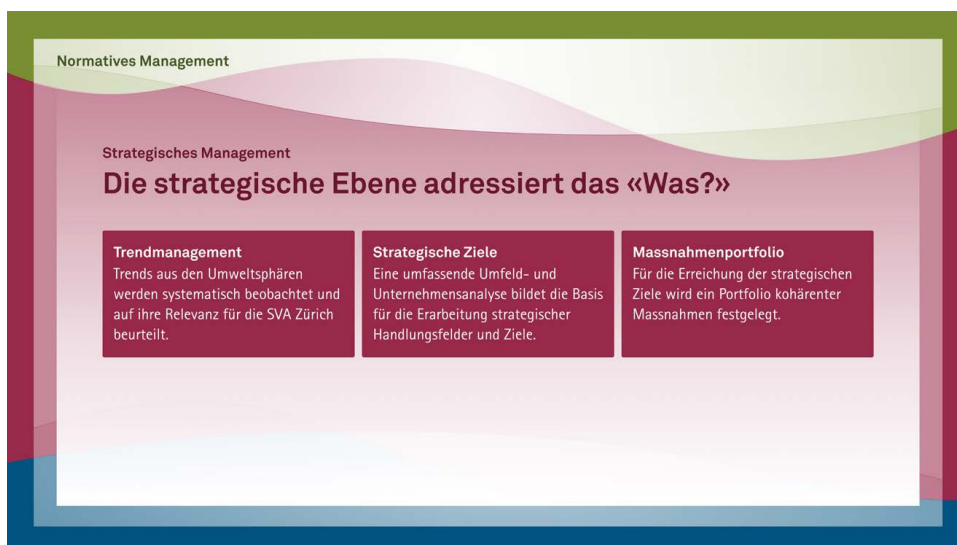 Normatives Management
Strategisches Management
Die strategische Ebene adressiert das «Was?»
Trendmanagement
Trends aus den Umweltsphären
werden systematisch beobachtet und
auf ihre Relevanz für die SVA Zürich
beurteilt.
Strategische Ziele
Eine umfassende Umfeld- und
Unternehmensanalyse bildet die Basis
für die Erarbeitung strategischer
Handlungsfelder und Ziele.
Massnahmenportfolio
Für die Erreichung der strategischen
Ziele wird ein Portfolio kohärenter
Massnahmen festgelegt.